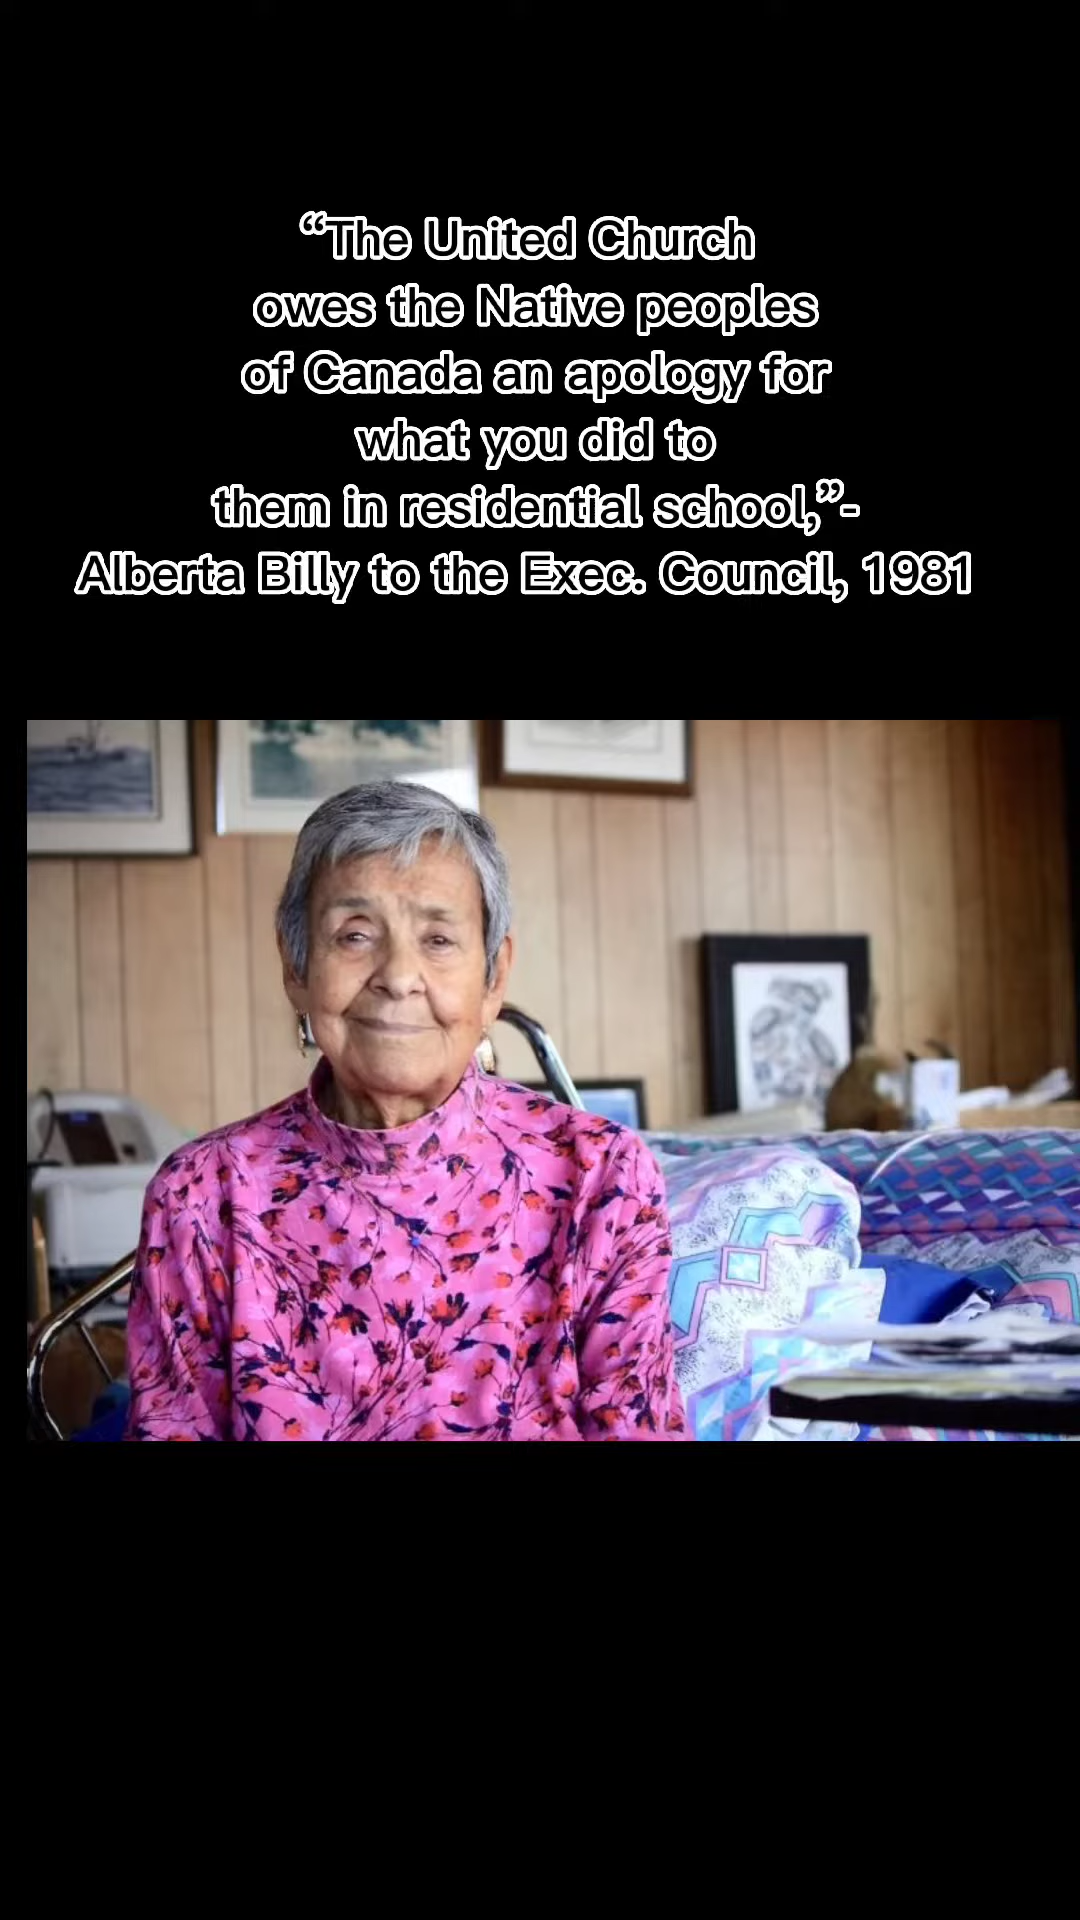 “The United Church
owes the Native peoples
of Canada an apology for
what you did to
them in residential school,”-
Alberta Billy to the Exec. Council, 1981